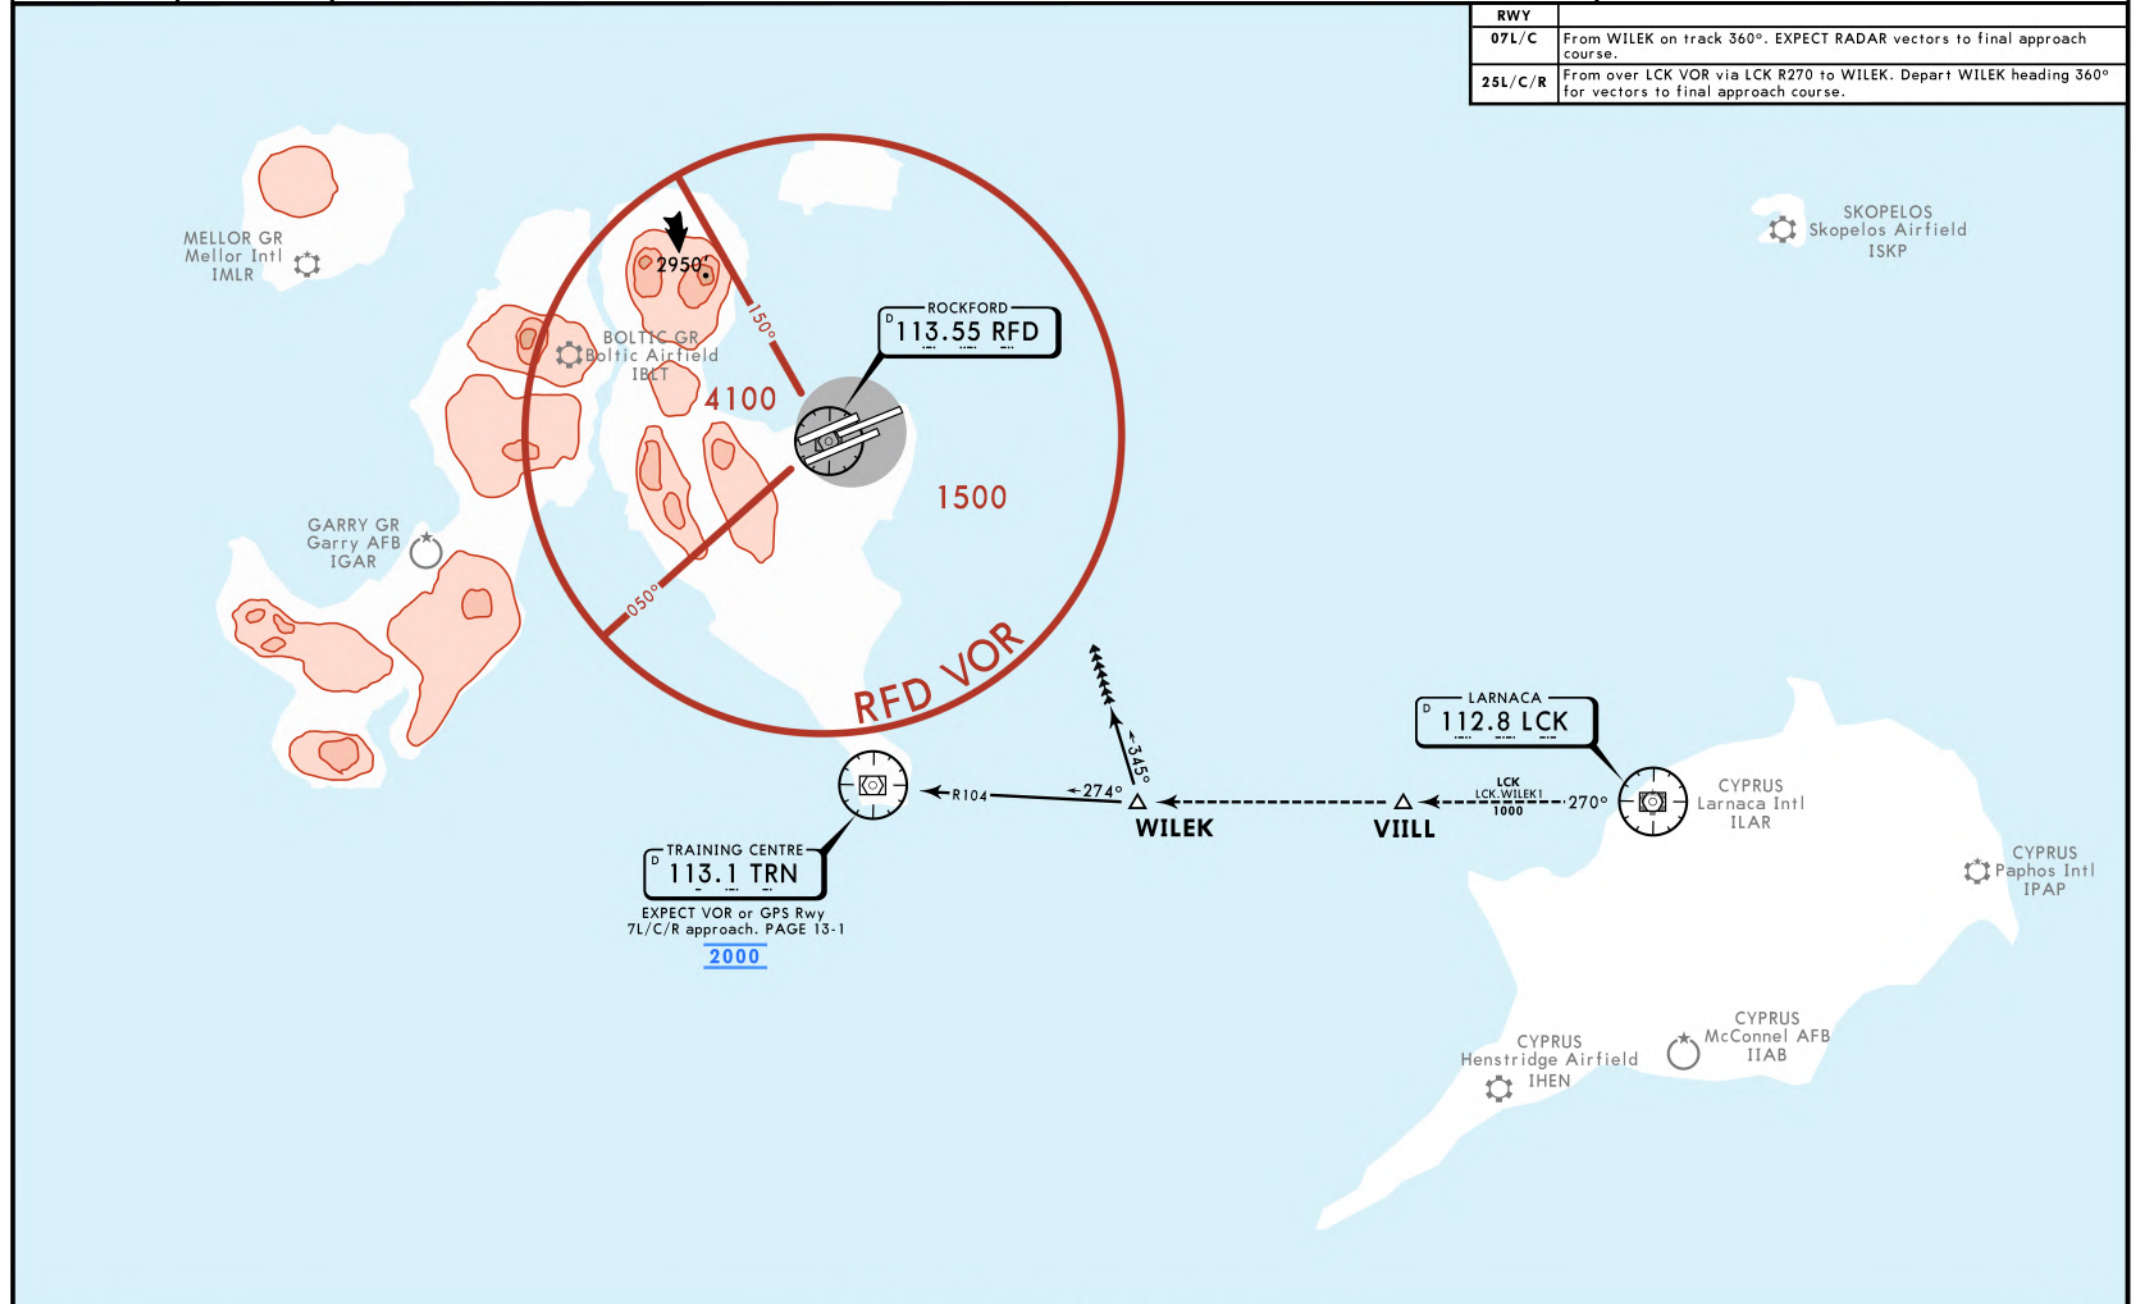 RWY
07L/C From WILEK on track 360°. EXPECT RADAR vectors to final approach
course.
25L/C/R From over LCK VOR via LCK R270 to WILEK. Depart WILEK heading 360°
for vectors to final approach course.
SKOPELOS
Skopelos Airfield
ISKP
MELLOR GR
Mellor Intl
IMLR
2950'
150°
ROCKFORD
D 113.55 RFD
BOLTIC GR
Boltic Airfield
IBLT
4100
1500
GARRY GR
Garry AFB
IGAR
050°
RFD VOR
LARNACA
D 112.8 LCK
←345°
←274°
R104
LCK
LCK.WILEK1
1000
270°
WILEK
VIILL
CYPRUS
Larnaca Intl
ILAR
TRAINING CENTRE
D 113.1 TRN
EXPECT VOR or GPS Rwy
7L/C/R approach. PAGE 13-1
2000
CYPRUS
Paphos Intl
IPAP
CYPRUS
McConnel AFB
IIAB
CYPRUS
Henstridge Airfield
IHEN